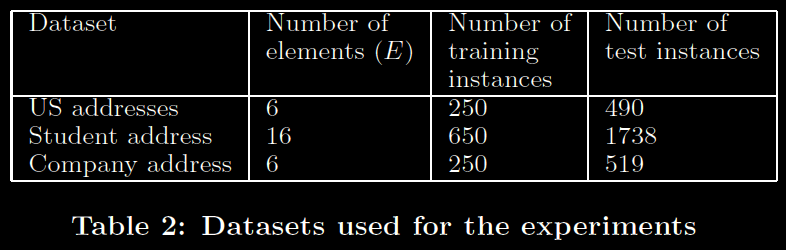 Dataset Number of Number of Number of
elements (E) training test instances
instances
US addresses 6 250 490
Student address 16 650 1738
Company address 6 250 519
Table 2: Datasets used for the experiments